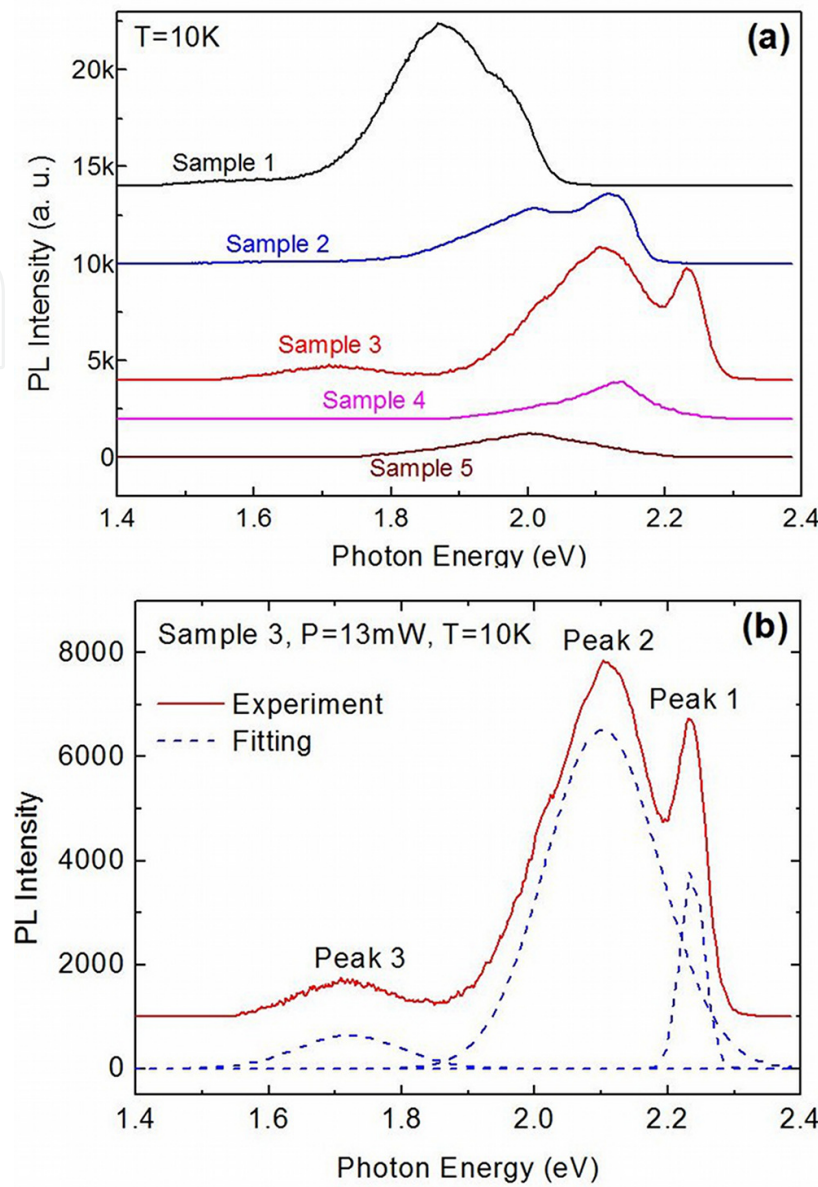 T=10K
(a)
20k
15k
10k
5k
0
PL Intensity (a. u.)
Sample 1
Sample 2
Sample 3
Sample 4
Sample 5
1.4 1.6 1.8 2.0 2.2 2.4
Photon Energy (eV)
Sample 3, P=13mW, T=10K
(b)
Experiment
Fitting
Peak 2
Peak 1
Peak 3
8000
6000
4000
2000
0
PL Intensity
1.4 1.6 1.8 2.0 2.2 2.4
Photon Energy (eV)